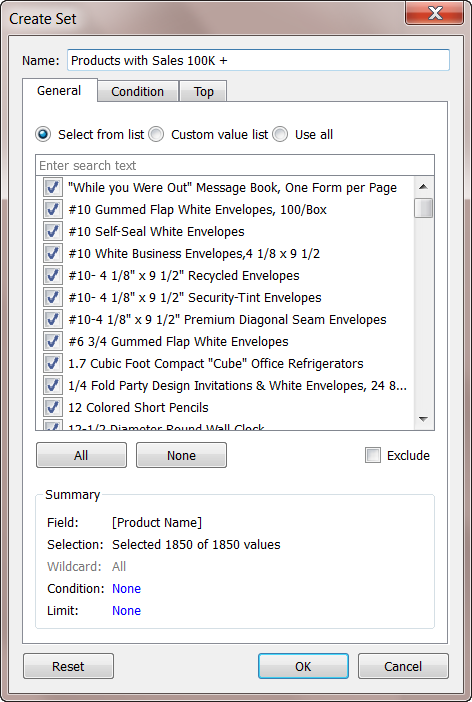 Create Set
Name: Products with Sales 100K +
General Condition Top
Select from list Custom value list Use all
Enter search text
"While you Were Out" Message Book, One Form per Page
#10 Gummed Flap White Envelopes, 100/Box
#10 Self-Seal White Envelopes
#10 White Business Envelopes,4 1/8 x 9 1/2
#10- 4 1/8" x 9 1/2" Recycled Envelopes
#10- 4 1/8" x 9 1/2" Security-Tint Envelopes
#10-4 1/8" x 9 1/2" Premium Diagonal Seam Envelopes
#6 3/4 Gummed Flap White Envelopes
1.7 Cubic Foot Compact "Cube" Office Refrigerators
1/4 Fold Party Design Invitations & White Envelopes, 24 8...
12 Colored Short Pencils
12-1/2 Diameter Round Wall Clock
All None Exclude
Summary
Field: [Product Name]
Selection: Selected 1850 of 1850 values
Wildcard: All
Condition: None
Limit: None
Reset OK Cancel